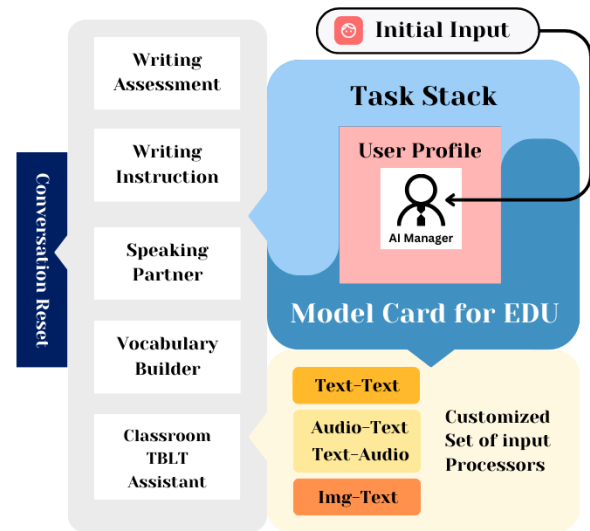 Initial Input
Task Stack
User Profile
AI Manager
Model Card for EDU
Writing
Assessment
Writing
Instruction
Speaking
Partner
Vocabulary
Builder
Classroom
TBLT
Assistant
Conversation Reset
Text-Text
Audio-Text
Text-Audio
Img-Text
Customized
Set of input
Processors